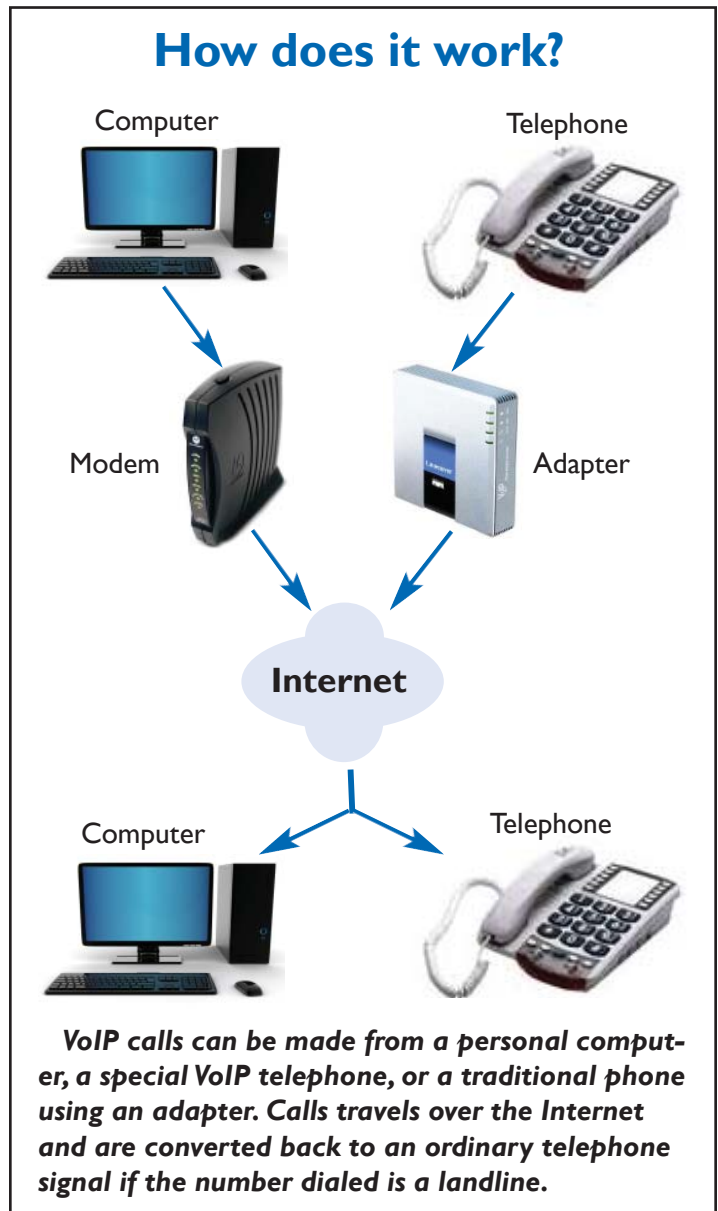 How does it work?
Computer
Telephone
Modem
Adapter
Internet
Computer
Telephone
VoIP calls can be made from a personal comput-
er, a special VoIP telephone, or a traditional phone
using an adapter. Calls travels over the Internet
and are converted back to an ordinary telephone
signal if the number dialed is a landline.